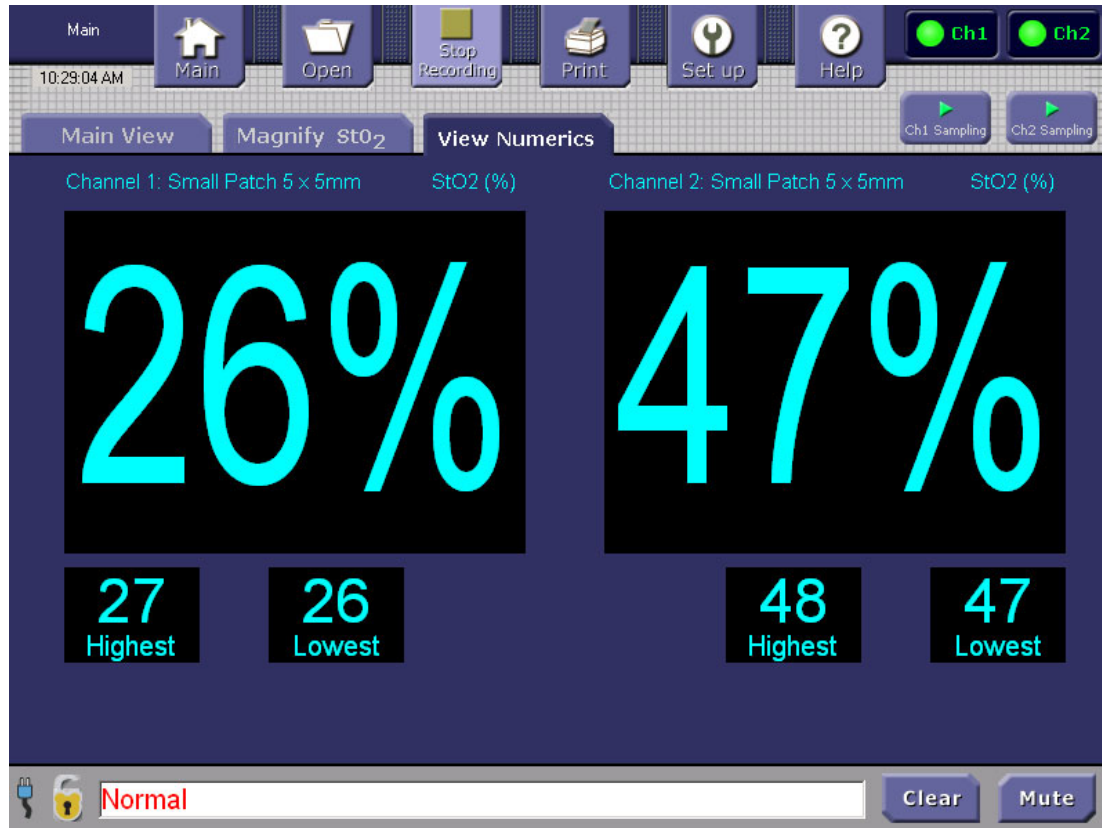 Main
Main
Open
Stop
Recording
Print
Set up
?
Help
Ch1
Ch2
10:29:04 AM
Ch1 Sampling
Ch2 Sampling
Main View
Magnify StO2
View Numerics
Channel 1: Small Patch 5 x 5mm StO2 (%)
Channel 2: Small Patch 5 x 5mm StO2 (%)
26%
47%
27
Highest
26
Lowest
48
Highest
47
Lowest
Normal
Clear
Mute